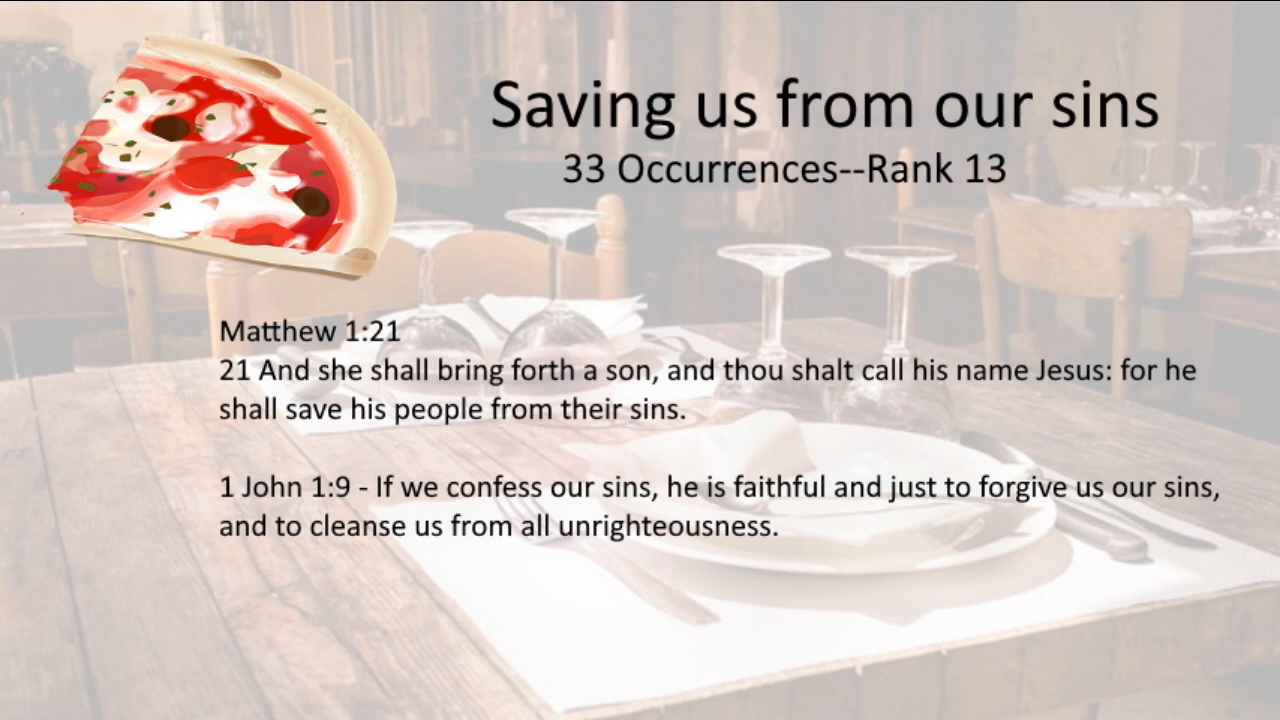 Saving us from our sins
33 Occurrences--Rank 13
Matthew 1:21
21 And she shall bring forth a son, and thou shalt call his name Jesus: for he
shall save his people from their sins.
1 John 1:9 - If we confess our sins, he is faithful and just to forgive us our sins,
and to cleanse us from all unrighteousness.